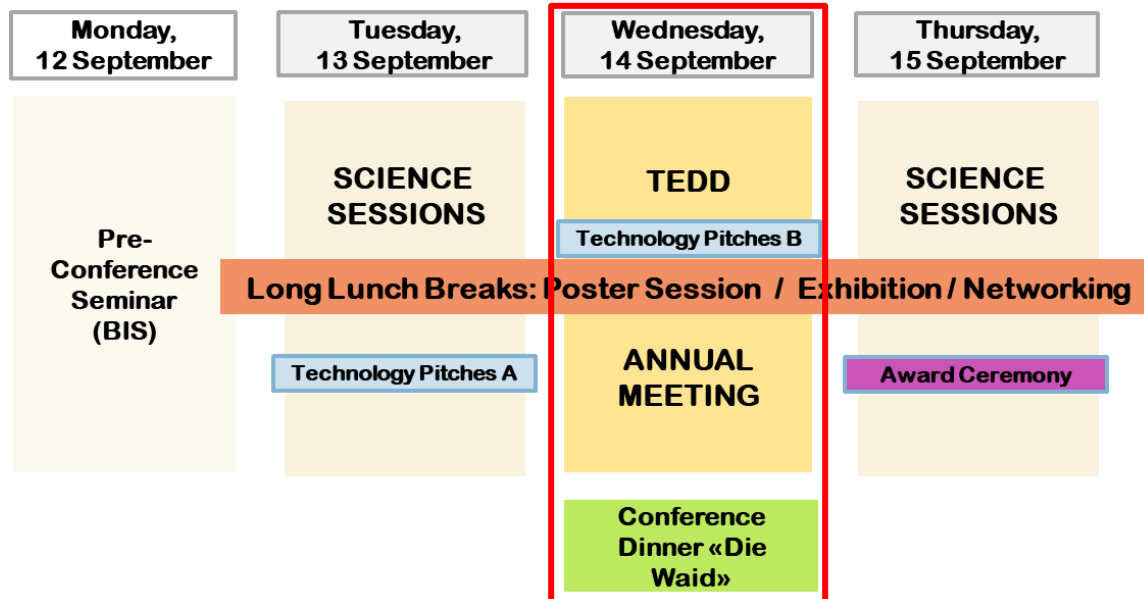 Monday,
12 September
Tuesday,
13 September
Wednesday,
14 September
Thursday,
15 September
Pre-
Conference
Seminar
(BIS)
SCIENCE
SESSIONS
TEDD
Technology Pitches B
SCIENCE
SESSIONS
Long Lunch Breaks: Poster Session / Exhibition / Networking
Technology Pitches A
ANNUAL
MEETING
Award Ceremony
Conference
Dinner «Die
Waid»